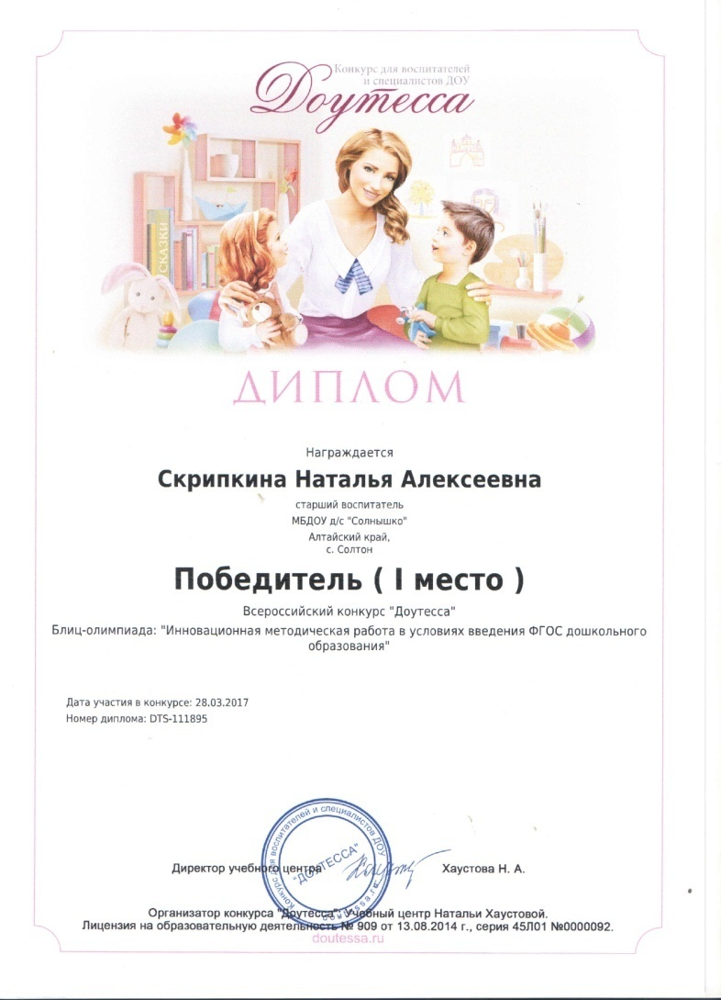 Конкурс для воспитателей
и специалистов ДОУ
Доутесса
СКАЗКИ
ДИПЛОМ
Награждается
Скрипкина Наталья Алексеевна
старший воспитатель
МБДОУ д/с "Солнышко"
Алтайский край,
с. Солтон
Победитель ( I место )
Всероссийский конкурс "Доутесса"
Блиц-олимпиада: "Инновационная методическая работа в условиях введения ФГОС дошкольного
образования"
Дата участия в конкурсе: 28.03.2017
Номер диплома: DTS-111895
Конкурс для воспитателей и специалистов ДОУ
"ДОУТЕССА"
doutessa.ru
Директор учебного центра
Хаустова Н. А.
Организатор конкурса "Доутесса", Учебный центр Натальи Хаустовой.
Лицензия на образовательную деятельность № 909 от 13.08.2014 г., серия 45Л01 №0000092.
doutessa.ru